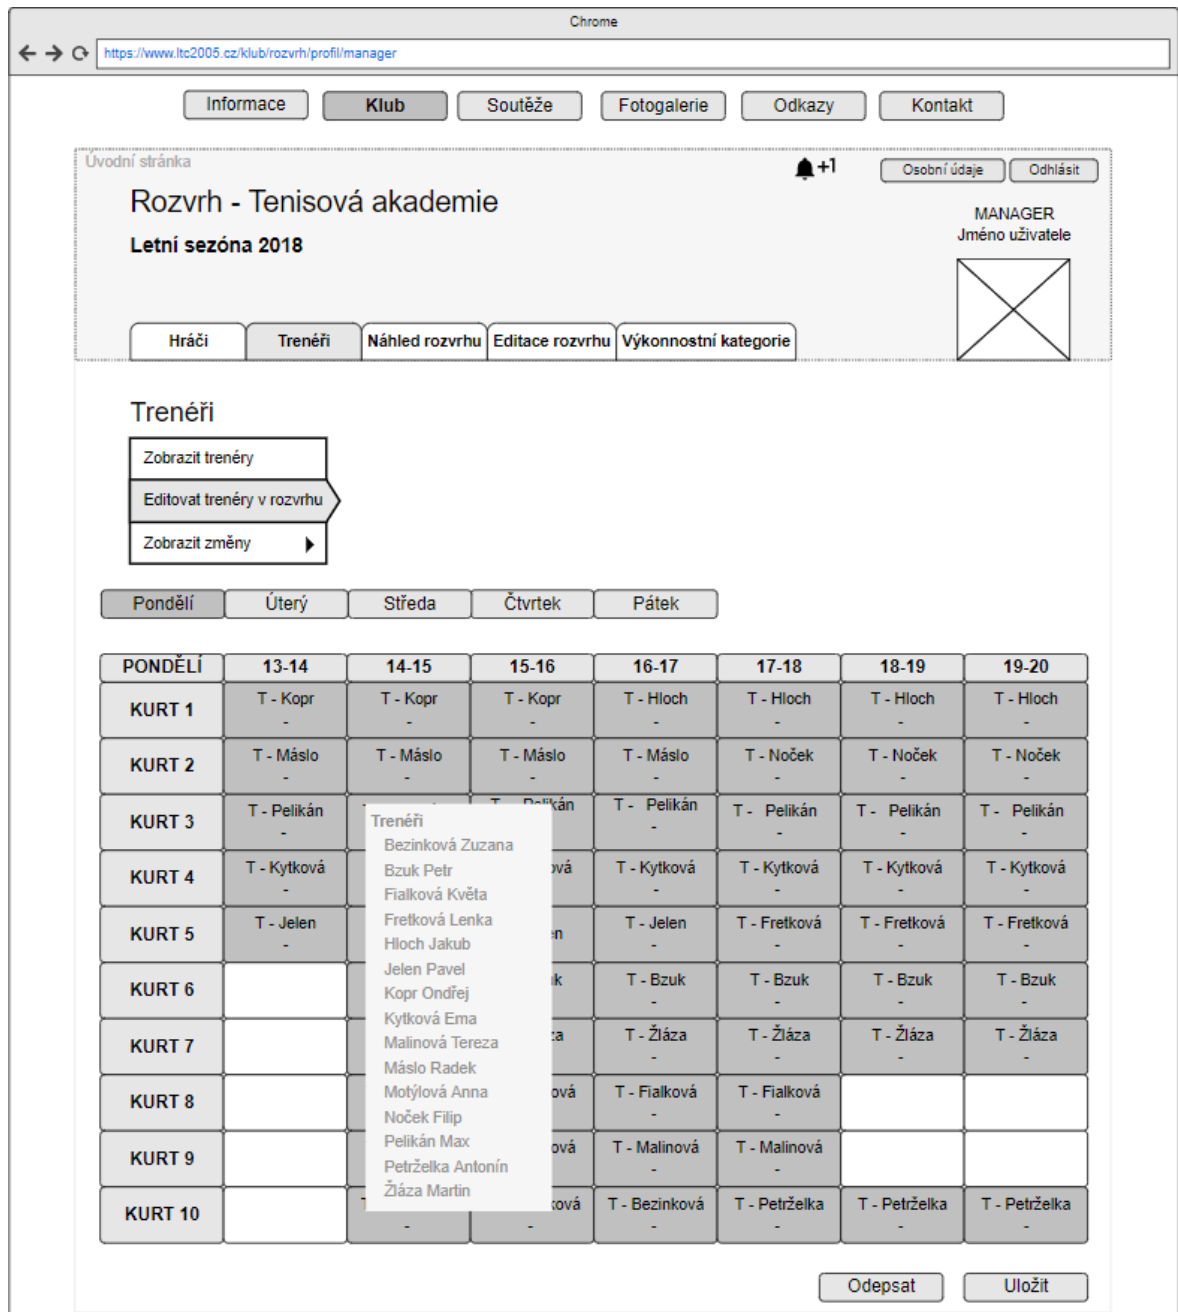 Chrome
https://www.ltc2005.cz/klub/rozvrh/profil/manager
Informace Klub Soutěže Fotogalerie Odkazy Kontakt
Úvodní stránka +1 Osobní údaje Odhlásit
Rozvrh - Tenisová akademie
MANAGER
Jméno uživatele
Letní sezóna 2018
Hráči Trenéři Náhled rozvrhu Editace rozvrhu Výkonnostní kategorie
Trenéři
Zobrazit trenéry
Editovat trenéry v rozvrhu
Zobrazit změny
Pondělí Úterý Středa Čtvrtek Pátek
PONDĚLÍ 13-14 14-15 15-16 16-17 17-18 18-19 19-20
KURT 1 T - Kopr T - Kopr T - Kopr T - Hloch T - Hloch T - Hloch T - Hloch
- - - - - - -
KURT 2 T - Máslo T - Máslo T - Máslo T - Máslo T - Noček T - Noček T - Noček
- - - - - - -
KURT 3 T - Pelikán T - Pelikán T - Pelikán T - Pelikán T - Pelikán
- - - - -
KURT 4 T - Kytková T - Kytková T - Kytková T - Kytková T - Kytková
- - - - -
KURT 5 T - Jelen T - Jelen T - Fretková T - Fretková T - Fretková
- - - - -
KURT 6 T - Bzuk T - Bzuk T - Bzuk T - Bzuk
- - - -
KURT 7 T - Žláza T - Žláza T - Žláza T - Žláza
- - - -
KURT 8 T - Fialková T - Fialková
- -
KURT 9 T - Malinová T - Malinová
- -
KURT 10 T - Bezinková T - Petrželka T - Petrželka T - Petrželka
- - - - - -
Trenéři
Bezinková Zuzana
Bzuk Petr
Fialková Květa
Fretková Lenka
Hloch Jakub
Jelen Pavel
Kopr Ondřej
Kytková Ema
Malinová Tereza
Máslo Radek
Motýlová Anna
Noček Filip
Pelikán Max
Petrželka Antonín
Žláza Martin
Odepsat Uložit